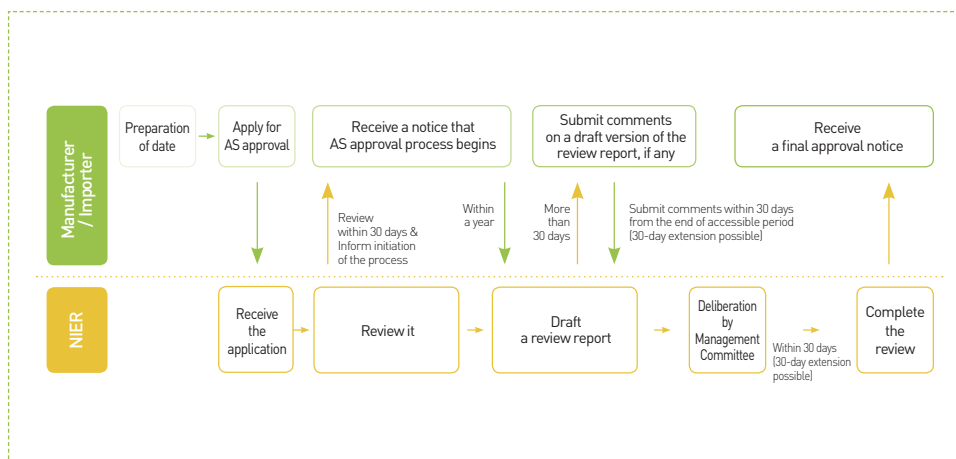 Manufacturer
/ Importer
Preparation
of date
Apply for
AS approval
Receive a notice that
AS approval process begins
Submit comments
on a draft version of the
review report, if any
Receive
a final approval notice
Review
within 30 days &
Inform initiation
of the process
Within
a year
More
than
30 days
Submit comments within 30 days
from the end of accessible period
(30-day extension possible)
NIER
Receive
the
application
Review it
Draft
a review report
Deliberation
by
Management
Committee
Within 30 days
(30-day extension
possible)
Complete
the
review